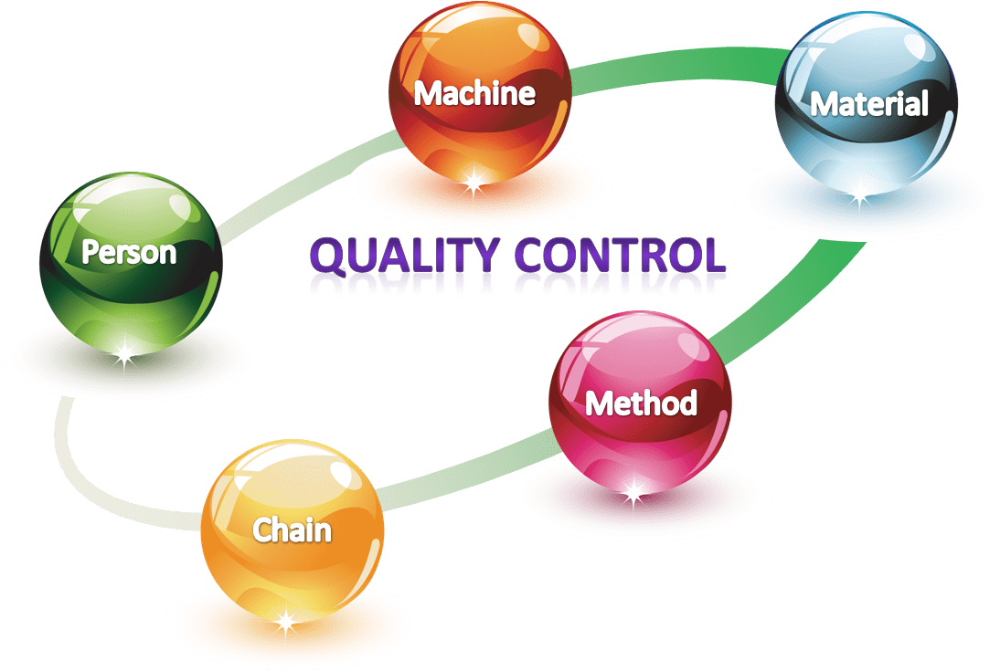 Machine
Material
Person
QUALITY CONTROL
Method
Chain